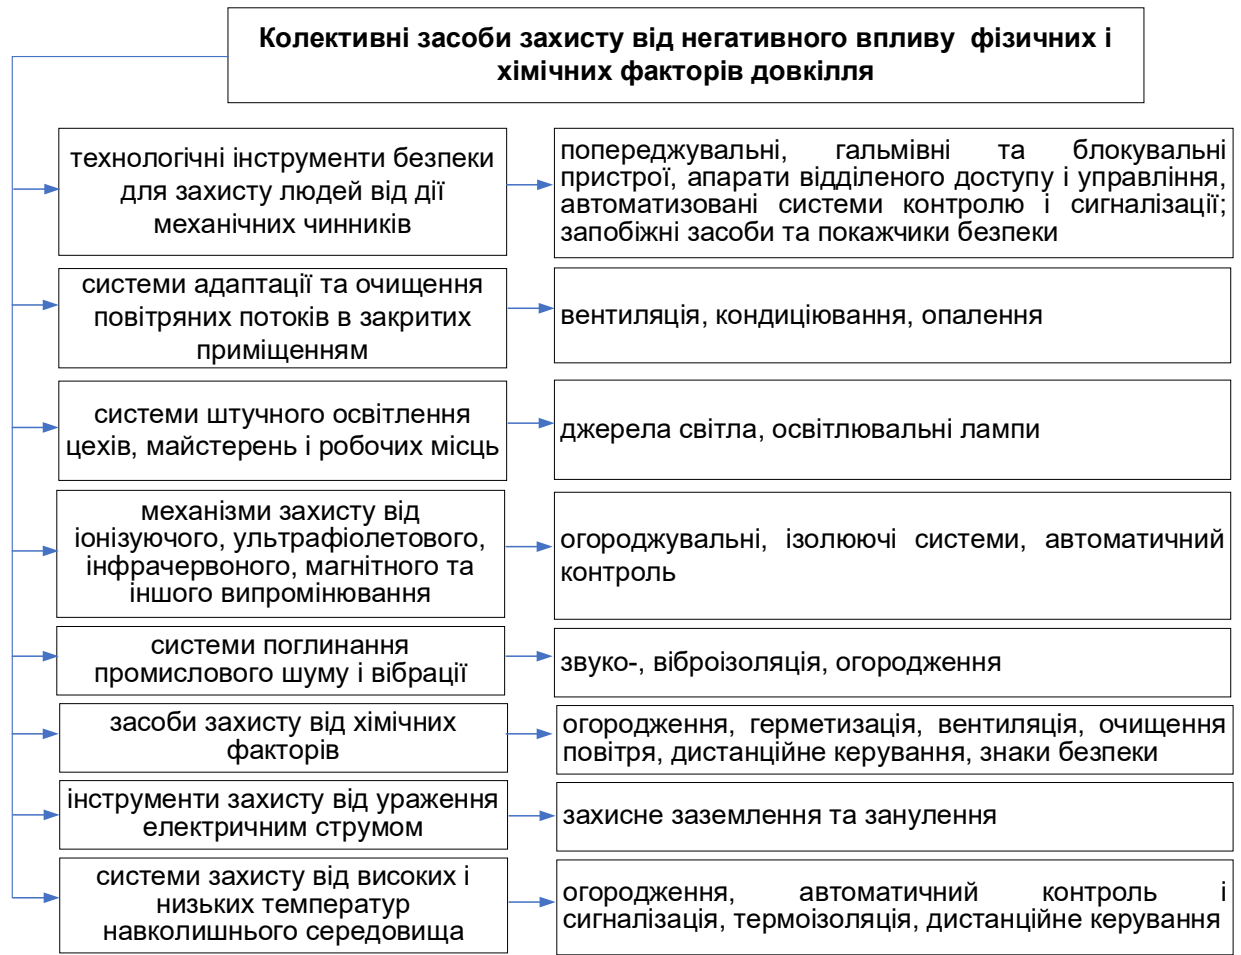 Колективні засоби захисту від негативного впливу фізичних і
хімічних факторів довкілля
технологічні інструменти безпеки
для захисту людей від дії
механічних чинників
попереджувальні, гальмівні та блокувальні
пристрої, апарати відділеного доступу і управління,
автоматизовані системи контролю і сигналізації;
запобіжні засоби та покажчики безпеки
системи адаптації та очищення
повітряних потоків в закритих
приміщенням
вентиляція, кондиціювання, опалення
системи штучного освітлення
цехів, майстерень і робочих місць
джерела світла, освітлювальні лампи
механізми захисту від
іонізуючого, ультрафіолетового,
інфрачервоного, магнітного та
іншого випромінювання
огороджувальні, ізолюючі системи, автоматичний
контроль
системи поглинання
промислового шуму і вібрації
звуко-, віброізоляція, огородження
засоби захисту від хімічних
факторів
огородження, герметизація, вентиляція, очищення
повітря, дистанційне керування, знаки безпеки
інструменти захисту від ураження
електричним струмом
захисне заземлення та занулення
системи захисту від високих і
низьких температур
навколишнього середовища
огородження, автоматичний контроль і
сигналізація, термоізоляція, дистанційне керування